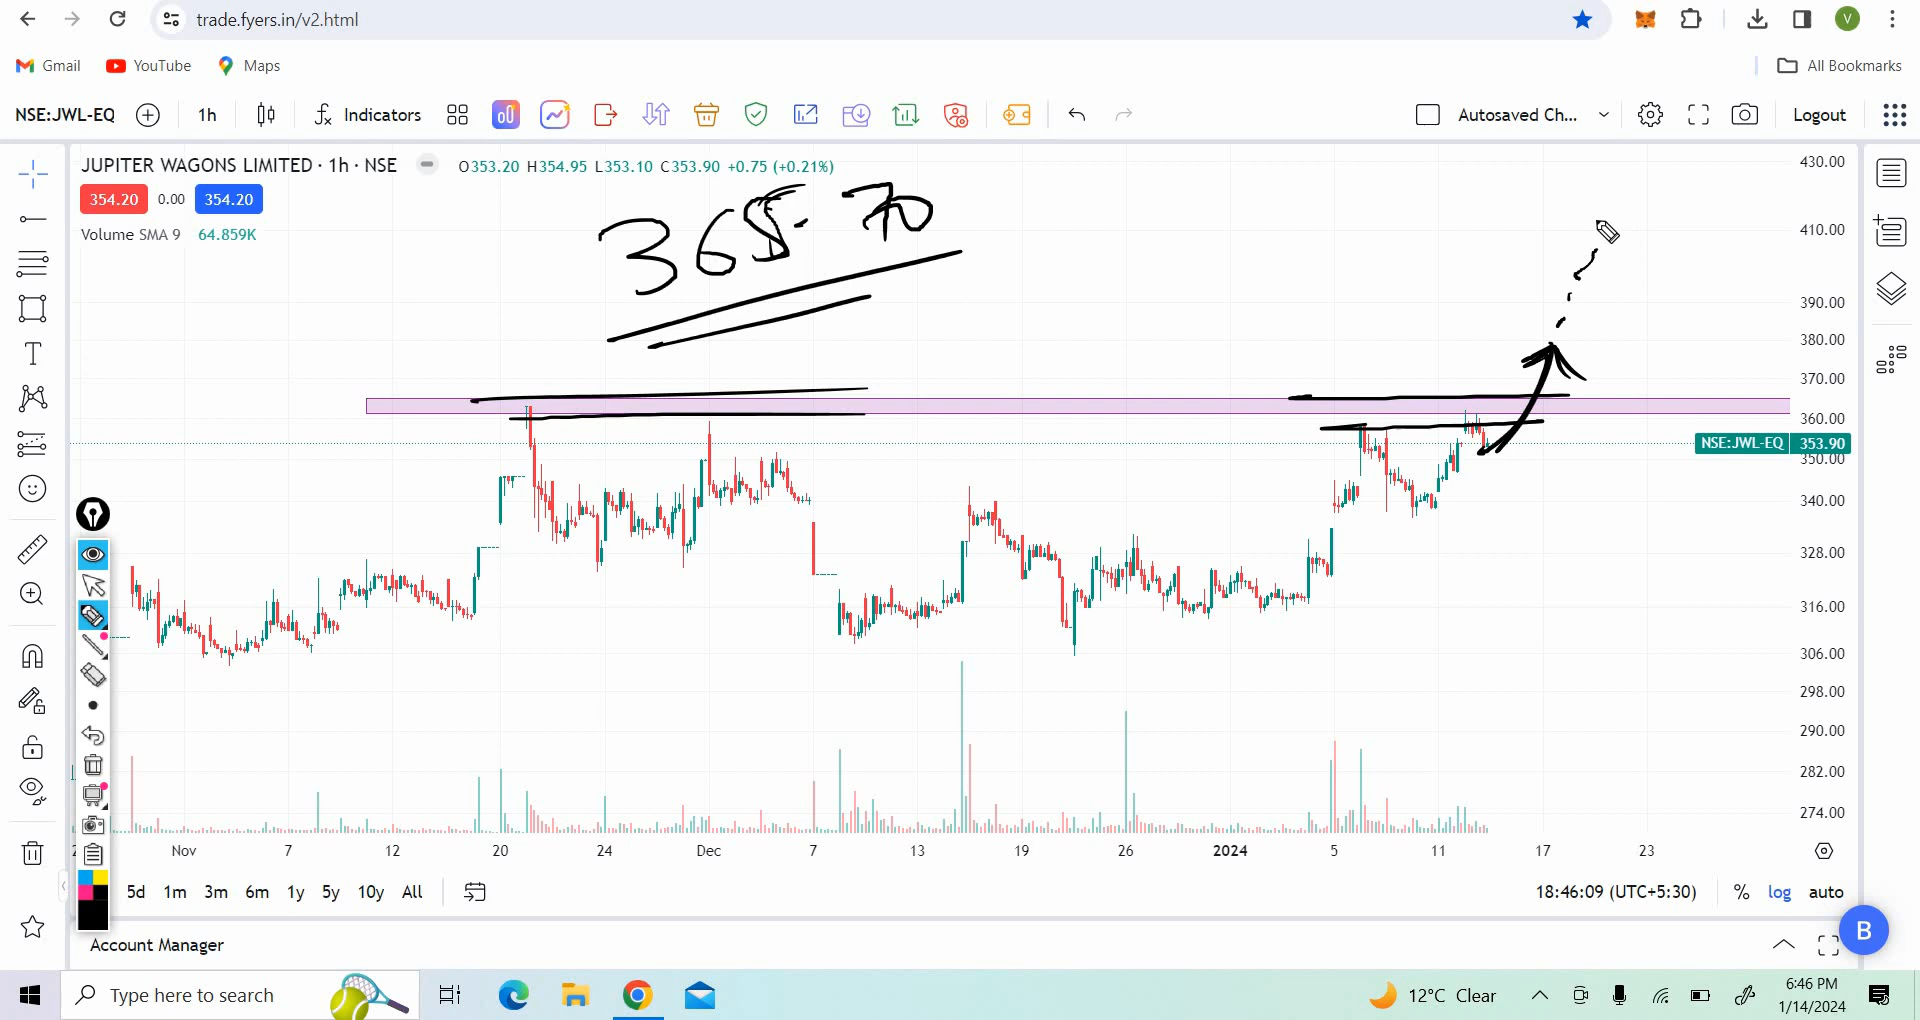 trade.fyers.in/v2.html
V
Gmail YouTube Maps All Bookmarks
NSE:JWL-EQ 1h Indicators Autosaved Ch... Logout
JUPITER WAGONS LIMITED · 1h · NSE O353.20 H354.95 L353.10 C353.90 +0.75 (+0.21%)
354.20 0.00 354.20
Volume SMA 9 64.859K
365-70
430.00
410.00
390.00
380.00
370.00
360.00
NSE:JWL-EQ 353.90
350.00
340.00
328.00
316.00
306.00
298.00
290.00
282.00
274.00
Nov 7 12 20 24 Dec 7 13 19 26 2024 5 11 17 23
5d 1m 3m 6m 1y 5y 10y All 18:46:09 (UTC+5:30) % log auto
Account Manager
B
Type here to search 12°C Clear 6:46 PM
1/14/2024